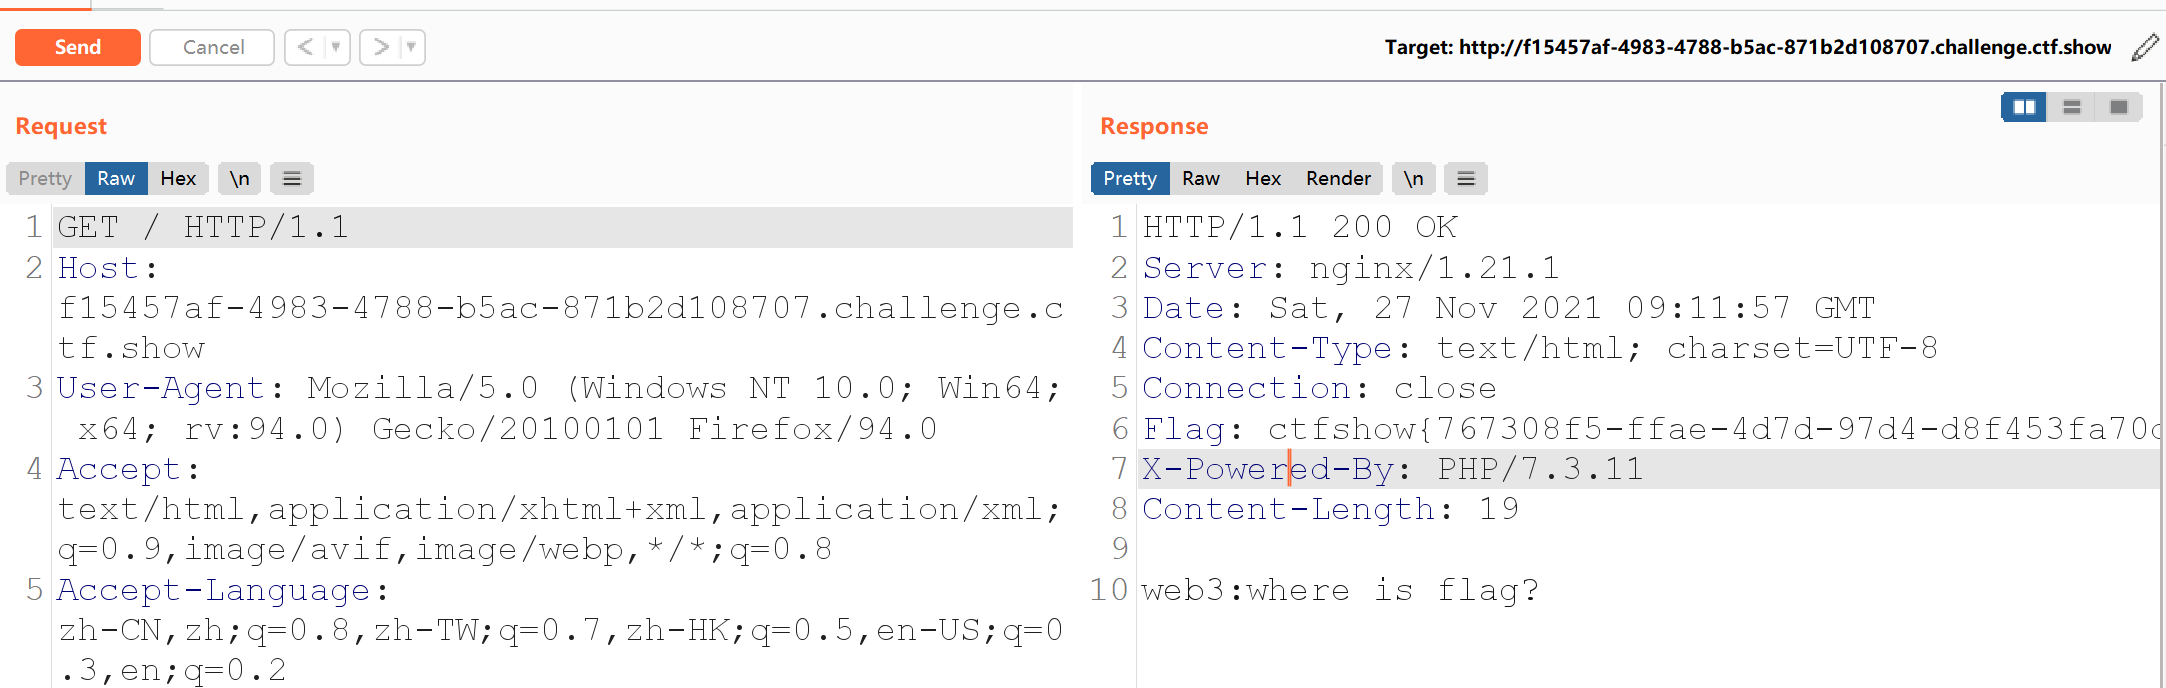 Send Cancel < >
Target: http://f15457af-4983-4788-b5ac-871b2d108707.challenge.ctf.show
Request
Pretty Raw Hex \n
1 GET / HTTP/1.1
2 Host:
f15457af-4983-4788-b5ac-871b2d108707.challenge.c
tf.show
3 User-Agent: Mozilla/5.0 (Windows NT 10.0; Win64;
x64; rv:94.0) Gecko/20100101 Firefox/94.0
4 Accept:
text/html,application/xhtml+xml,application/xml;
q=0.9,image/avif,image/webp,*/*;q=0.8
5 Accept-Language:
zh-CN,zh;q=0.8,zh-TW;q=0.7,zh-HK;q=0.5,en-US;q=0
.3,en;q=0.2
Response
Pretty Raw Hex Render \n
1 HTTP/1.1 200 OK
2 Server: nginx/1.21.1
3 Date: Sat, 27 Nov 2021 09:11:57 GMT
4 Content-Type: text/html; charset=UTF-8
5 Connection: close
6 Flag: ctfshow{767308f5-ffae-4d7d-97d4-d8f453fa70
7 X-Powered-By: PHP/7.3.11
8 Content-Length: 19
9
10 web3:where is flag?